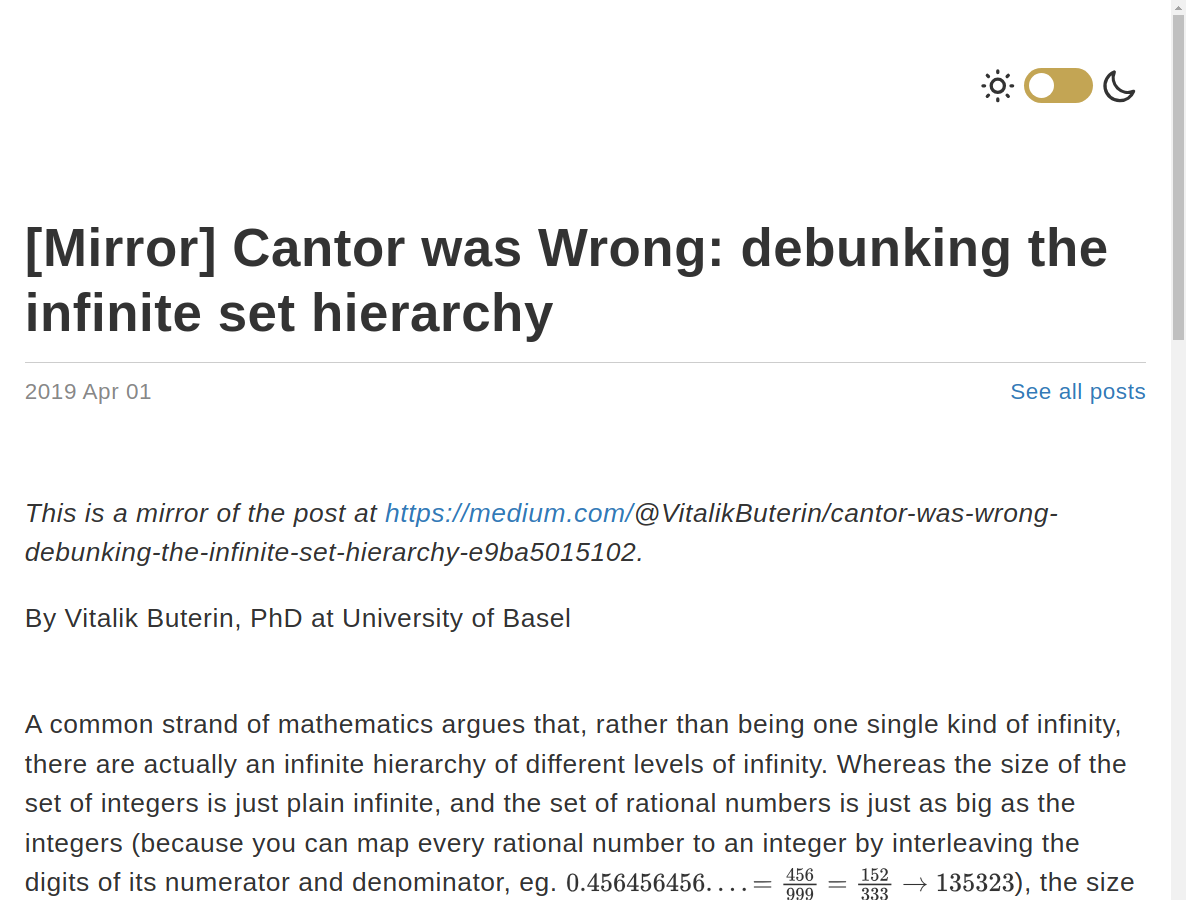 [Mirror] Cantor was Wrong: debunking the
infinite set hierarchy
2019 Apr 01
See all posts
This is a mirror of the post at https://medium.com/@VitalikButerin/cantor-was-wrong-
debunking-the-infinite-set-hierarchy-e9ba5015102.
By Vitalik Buterin, PhD at University of Basel
A common strand of mathematics argues that, rather than being one single kind of infinity,
there are actually an infinite hierarchy of different levels of infinity. Whereas the size of the
set of integers is just plain infinite, and the set of rational numbers is just as big as the
integers (because you can map every rational number to an integer by interleaving the
digits of its numerator and denominator, eg. 0.456456456.... = 456/999 = 152/333 → 135323), the size